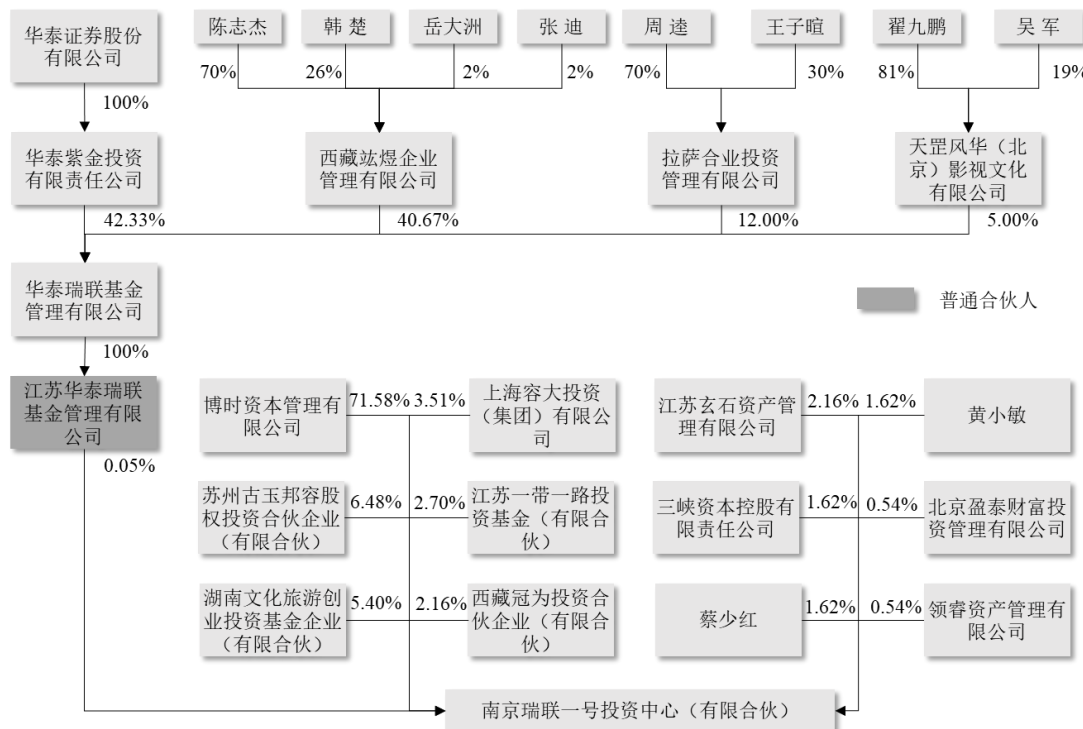 华泰证券股份
有限公司
陈志杰
韩 楚
岳大洲
张 迪
周 逵
王子暄
翟九鹏
吴 军
70%
26%
2%
2%
70%
30%
81%
19%
100%
华泰紫金投资
有限责任公司
西藏竑煜企业
管理有限公司
拉萨合业投资
管理有限公司
天罡风华（北
京）影视文化
有限公司
42.33%
40.67%
12.00%
5.00%
华泰瑞联基金
管理有限公司
普通合伙人
100%
江苏华泰瑞联
基金管理有限
公司
0.05%
博时资本管理有
限公司
71.58%
3.51%
上海容大投资
（集团）有限公
司
江苏玄石资产管
理有限公司
2.16%
1.62%
黄小敏
苏州古玉邦容股
权投资合伙企业
（有限合伙）
6.48%
2.70%
江苏一带一路投
资基金（有限合
伙）
三峡资本控股有
限责任公司
1.62%
0.54%
北京盈泰财富投
资管理有限公司
湖南文化旅游创
业投资基金企业
（有限合伙）
5.40%
2.16%
西藏冠为投资合
伙企业（有限合
伙）
蔡少红
1.62%
0.54%
领睿资产管理有
限公司
南京瑞联一号投资中心（有限合伙）